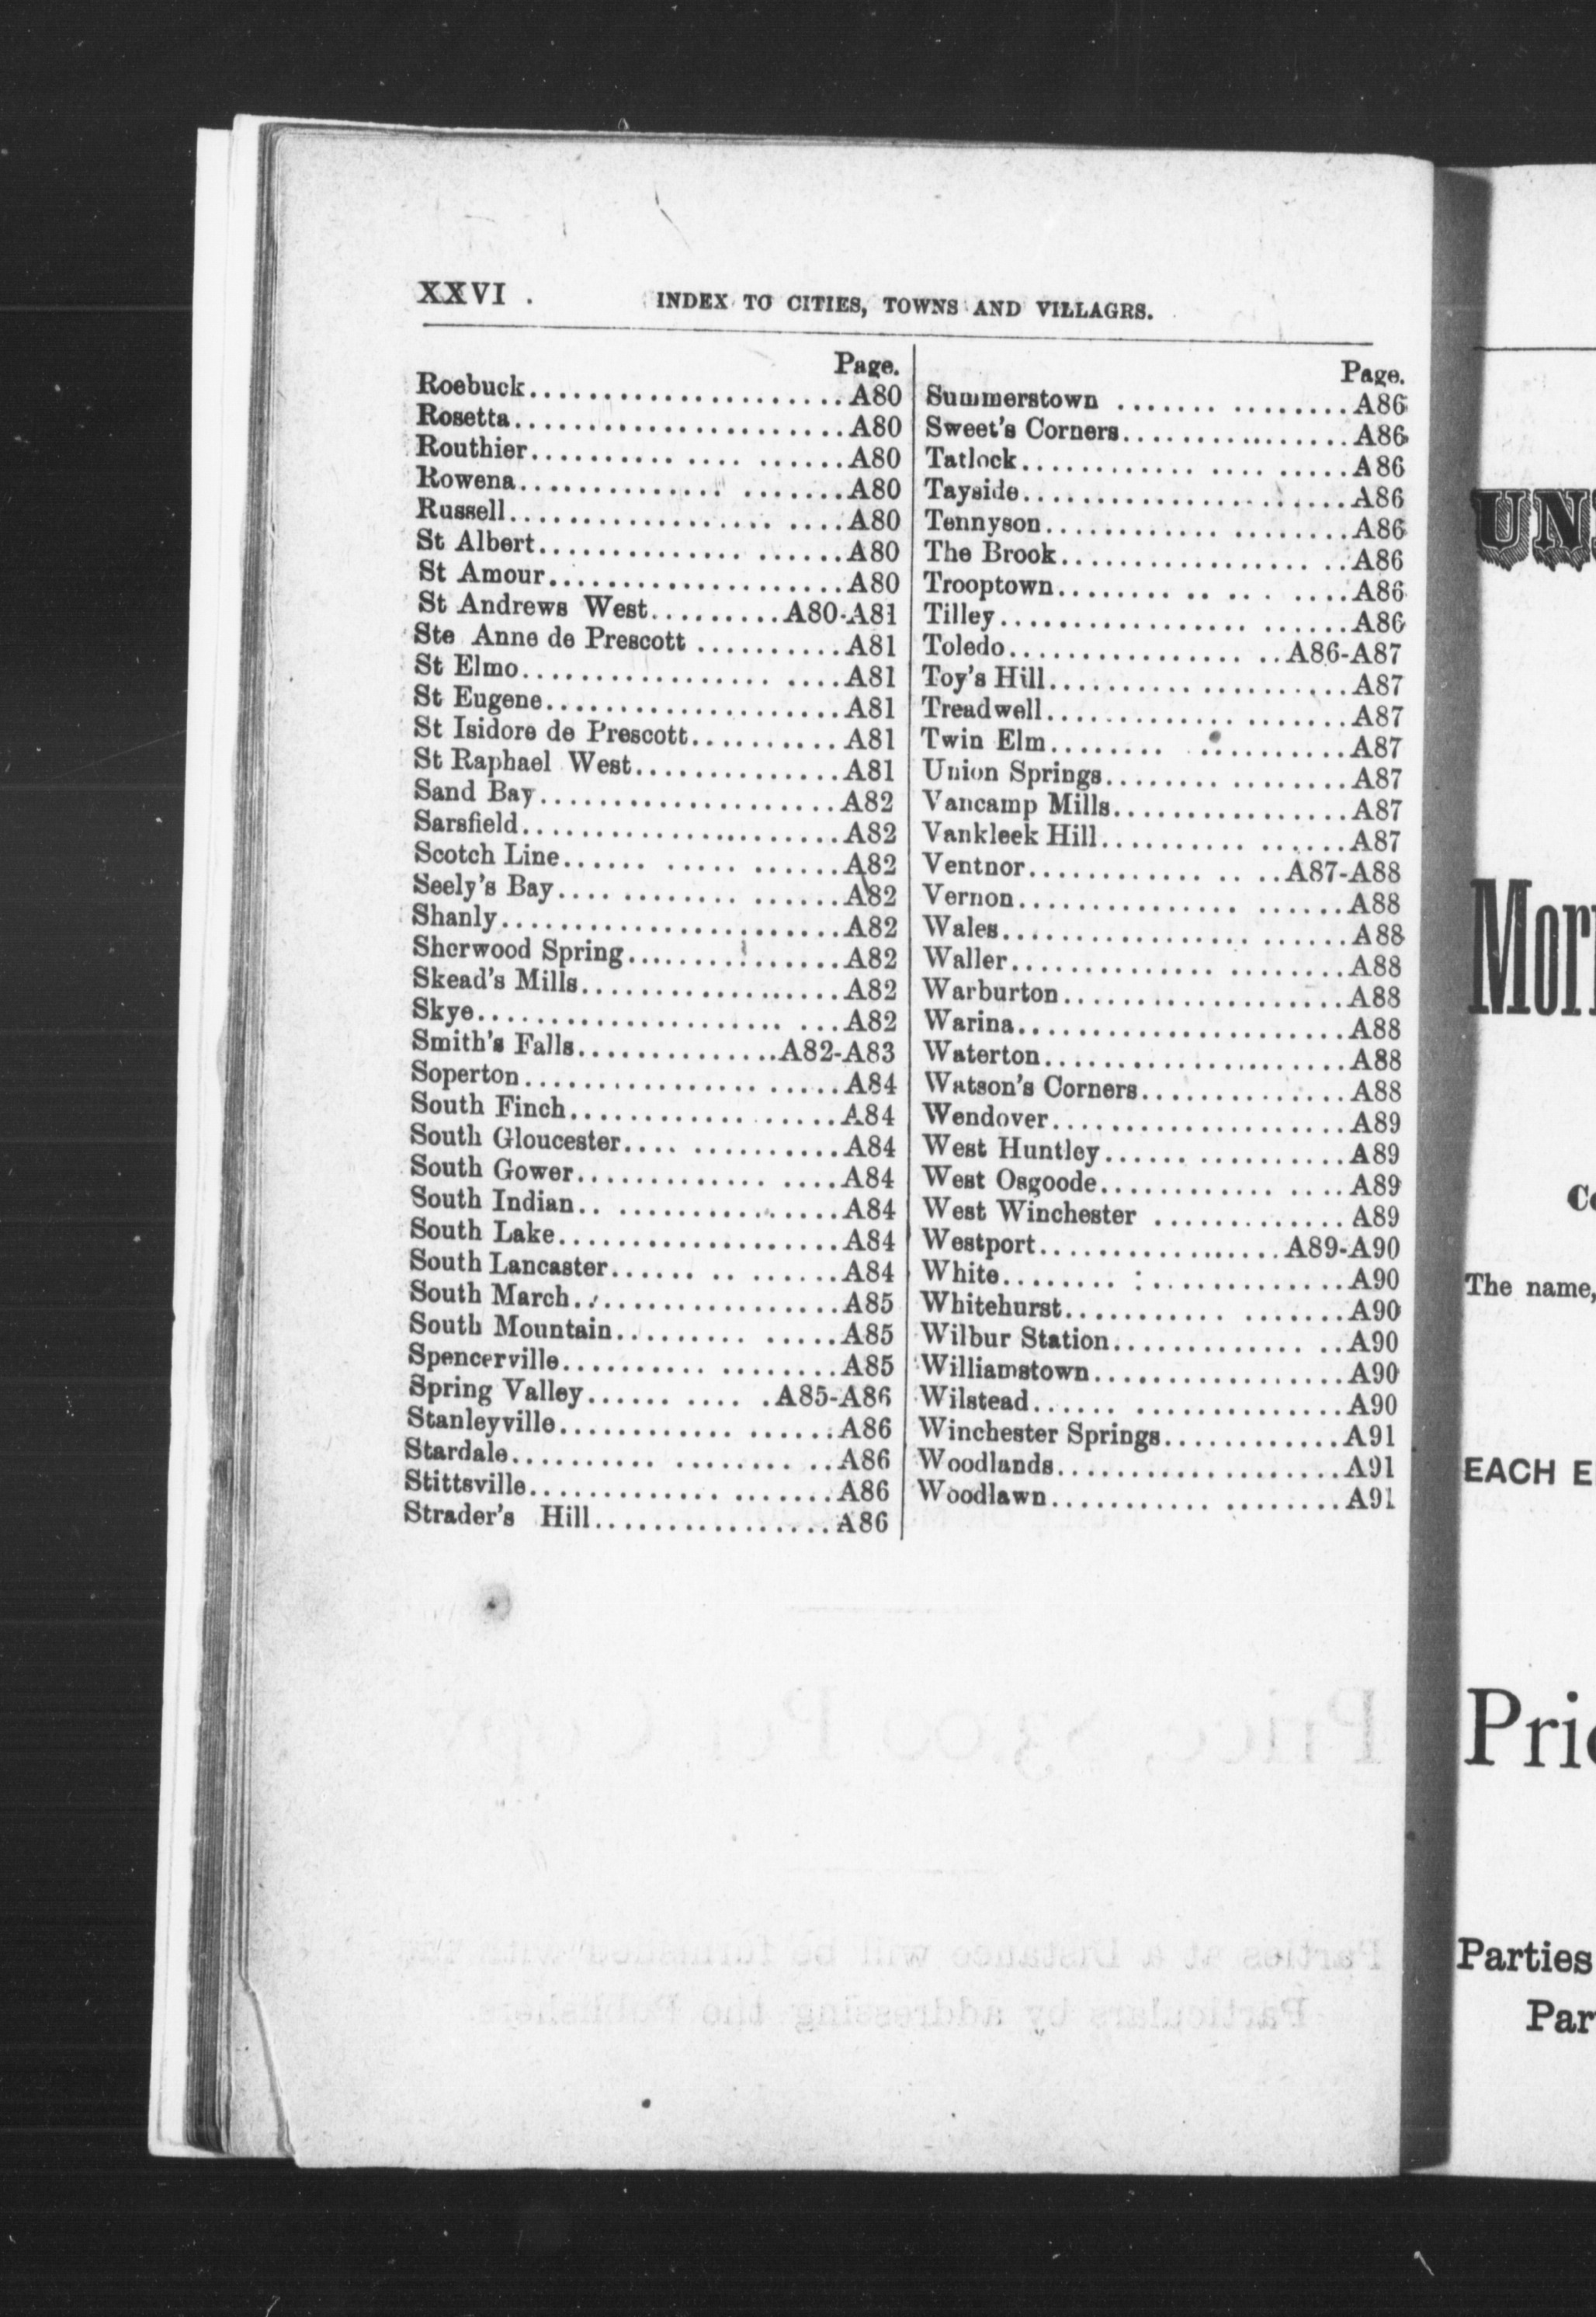 XXVI .
INDEX TO CITIES, TOWNS AND VILLAGRS.
Page.
Roebuck......................A80
Rosetta.......................A80
Routhier.......... .... ......A80
Rowena.............. .......A80
Russell.................. ....A80
St Albert.............. .......A80
St Amour....................A80
St Andrews West.........A80-A81
Ste Anne de Prescott ..........A81
St Elmo................. ....A81
St Eugene....................A81
St Isidore de Prescott..........A81
St Raphael West..............A81
Sand Bay....................A82
Sarsfield......................A82
Scotch Line...... ..... ......A82
Seely's Bay.... ........ ......A82
Shanly.......................A82
Sherwood Spring...............A82
Skead's Mills..................A82
Skye..................... ...A82
Smith's Falls..............A82-A83
Soperton................ .....A84
South Finch............. ......A84
South Gloucester.... ..........A84
South Gower............. ....A84
South Indian.. ...............A84
South Lake...................A84
South Lancaster...... .. ......A84
South March..................A85
South Mountain......... .....A85
Spencerville.......... ........A85
Spring Valley...... .... .A85-A86
Stanleyville............ ......A86
Stardale.......... ........ ..A86
Stittsville............. .......A86
Strader's Hill................A86
Page.
Summerstown ....... ........A86
Sweet's Corners................A86
Tatlock............ .... .....A86
Tayside......................A86
Tennyson............. ........A86
The Brook................. ..A86
Trooptown........ .. ... ....A86
Tilley................. ......A86
Toledo................ ..A86-A87
Toy's Hill.....................A87
Treadwell.............. .......A87
Twin Elm........ ...........A87
Union Springs........ ........A87
Vancamp Mills................A87
Vankleek Hill.......... ......A87
Ventnor............ .. ..A87-A88
Vernon............... ......A88
Wales................. ......A88
Waller............... ........A88
Warburton...................A88
Warina.......................A88
Waterton.....................A88
Watson's Corners..............A88
Wendover....................A89
West Huntley...... ..........A89
West Osgoode............ ....A89
West Winchester .............A89
Westport.................A89-A90
White........ : .............A90
Whitehurst........... .......A90
Wilbur Station............. ..A90
Williamstown.................A90
Wilstead...... ..............A90
Winchester Springs............A91
Woodlands....................A91
Woodlawn........... ........A91
UN
Mor
The name,
EACH E
Pri
Parties
Par